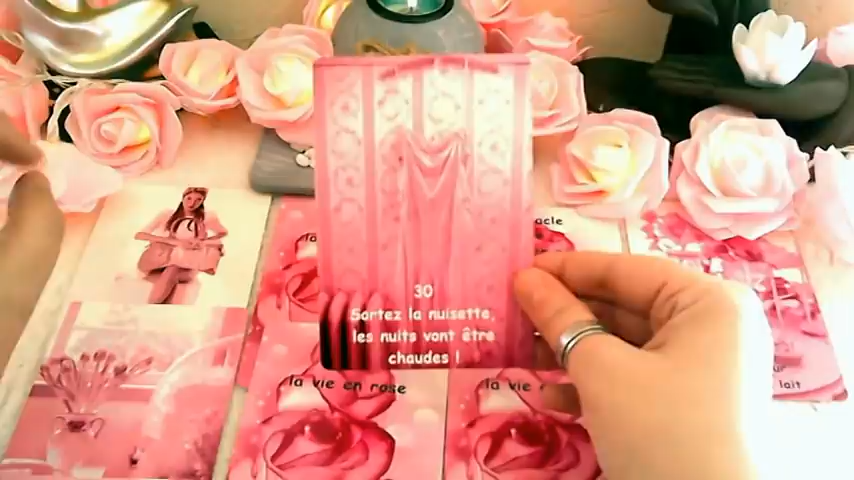 acle
30
Sortez la nuisette,
les nuits vont être
chaudes !
la vie en rose
la vie
lait